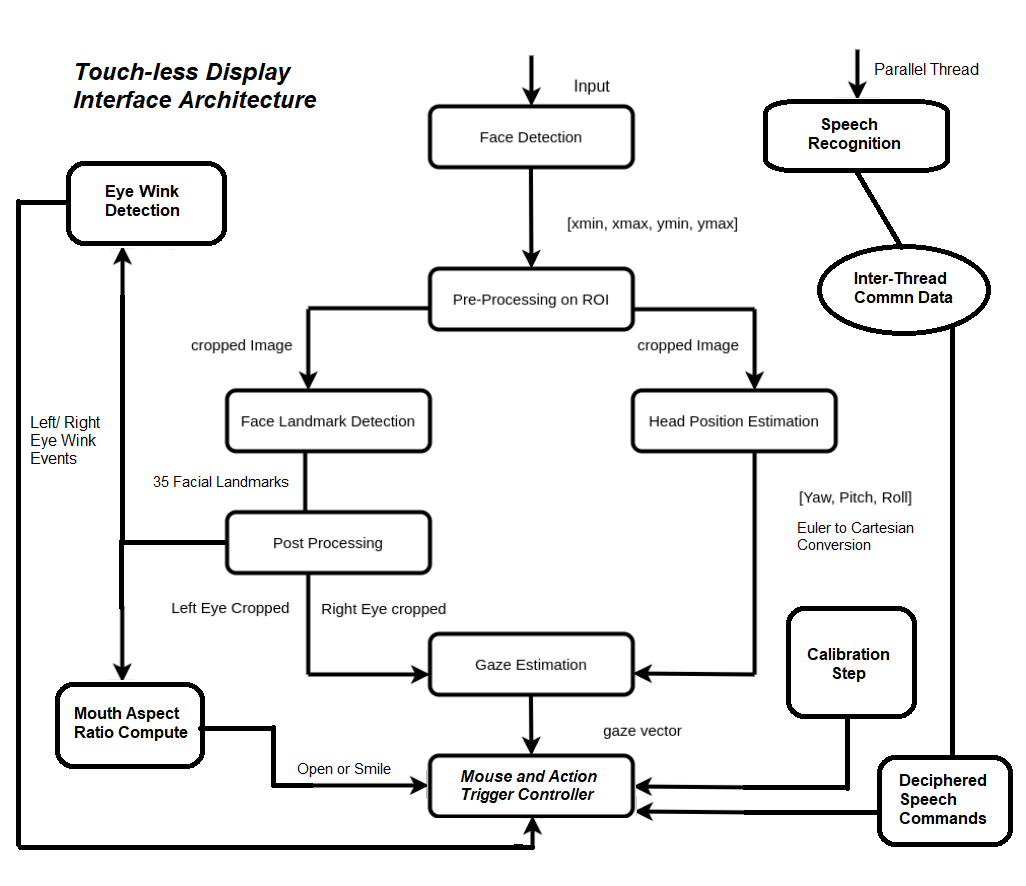 Touch-less Display
Interface Architecture
Input
Parallel Thread
Face Detection
Speech
Recognition
Eye Wink
Detection
[xmin, xmax, ymin, ymax]
Pre-Processing on ROI
Inter-Thread
Commn Data
cropped Image
cropped Image
Face Landmark Detection
Head Position Estimation
Left/ Right
Eye Wink
Events
35 Facial Landmarks
[Yaw, Pitch, Roll]
Euler to Cartesian
Conversion
Post Processing
Left Eye Cropped
Right Eye cropped
Gaze Estimation
Calibration
Step
Mouth Aspect
Ratio Compute
gaze vector
Open or Smile
Mouse and Action
Trigger Controller
Deciphered
Speech
Commands